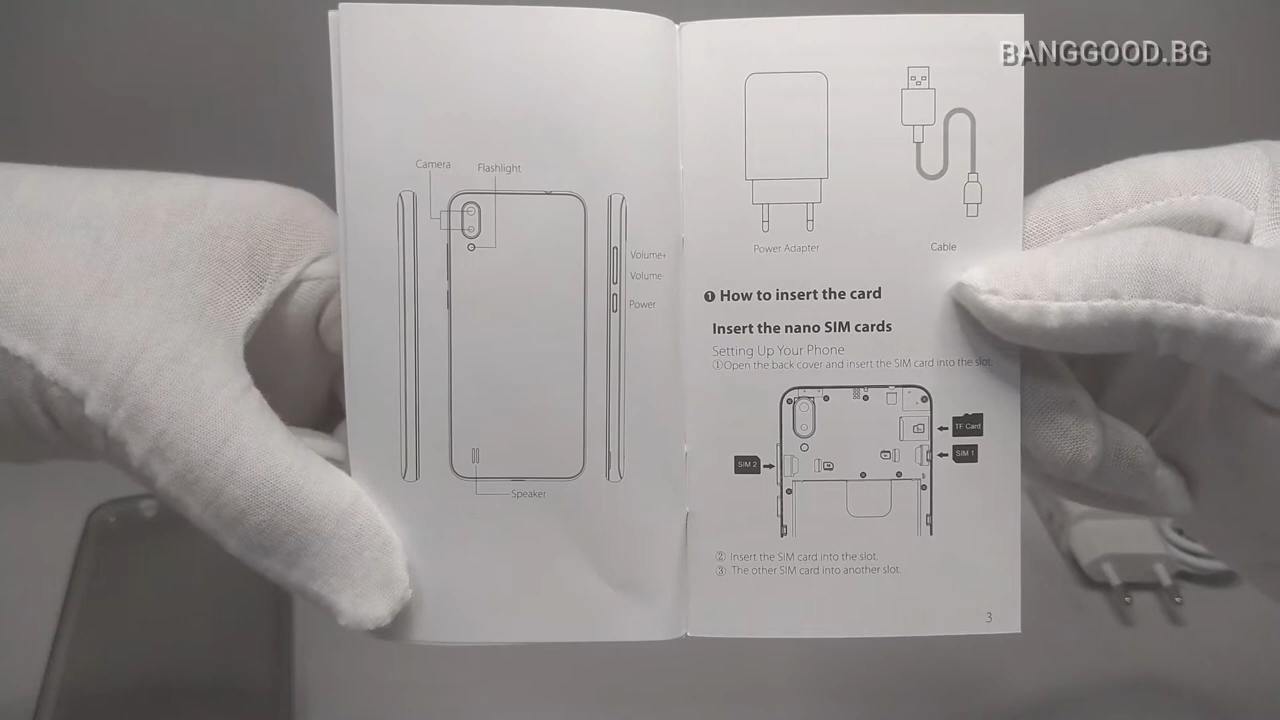 BANGGOOD.BG
Camera
Flashlight
Volume+
Volume-
Power
Speaker
Power Adapter
Cable
❶ How to insert the card
Insert the nano SIM cards
Setting Up Your Phone
①Open the back cover and insert the SIM card into the slot.
TF Card
SIM 1
SIM 2
② Insert the SIM card into the slot.
③ The other SIM card into another slot.
3